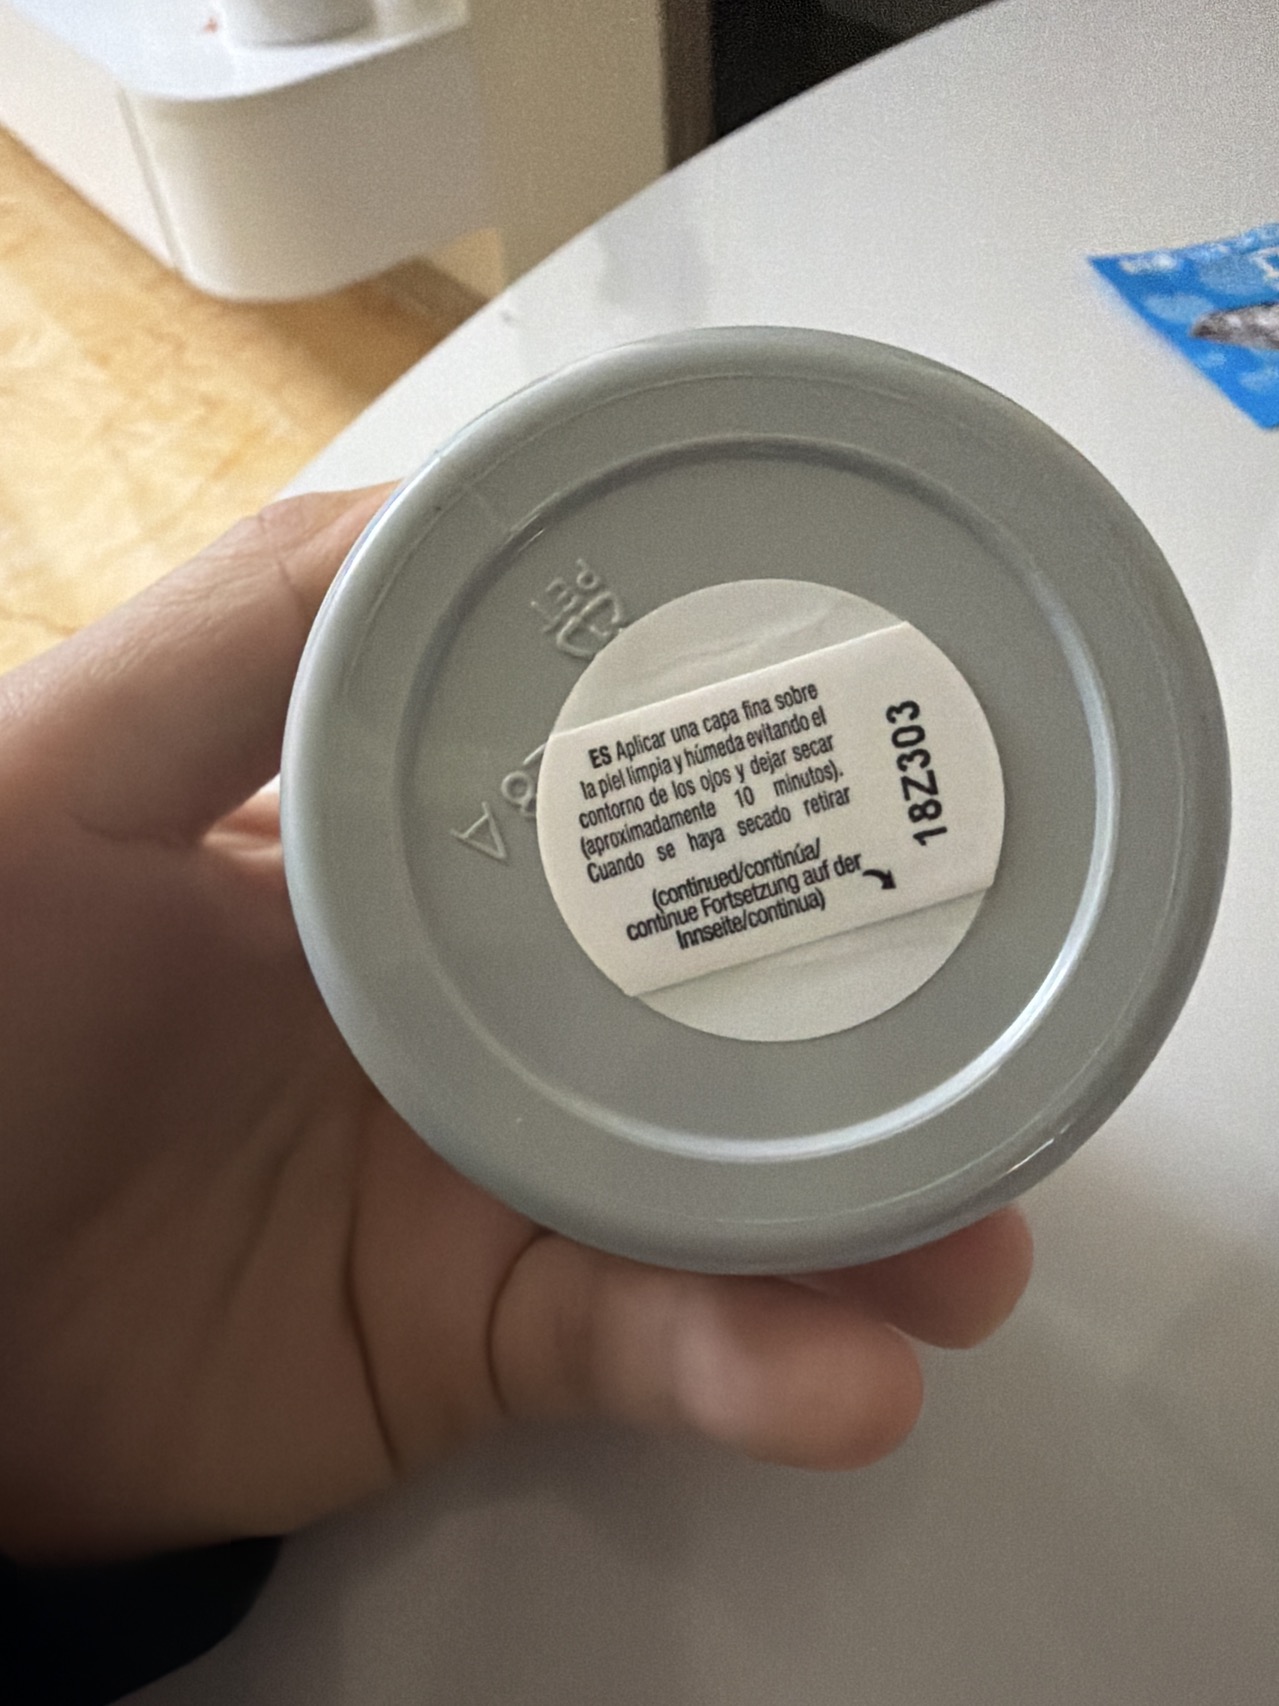 ES Aplicar una capa fina sobre
la piel limpia y húmeda evitando el
contorno de los ojos y dejar secar
(aproximadamente 10 minutos).
Cuando se haya secado retirar
(continued/continúa/
continue Fortsetzung auf der
Innseite/continua)
18Z303